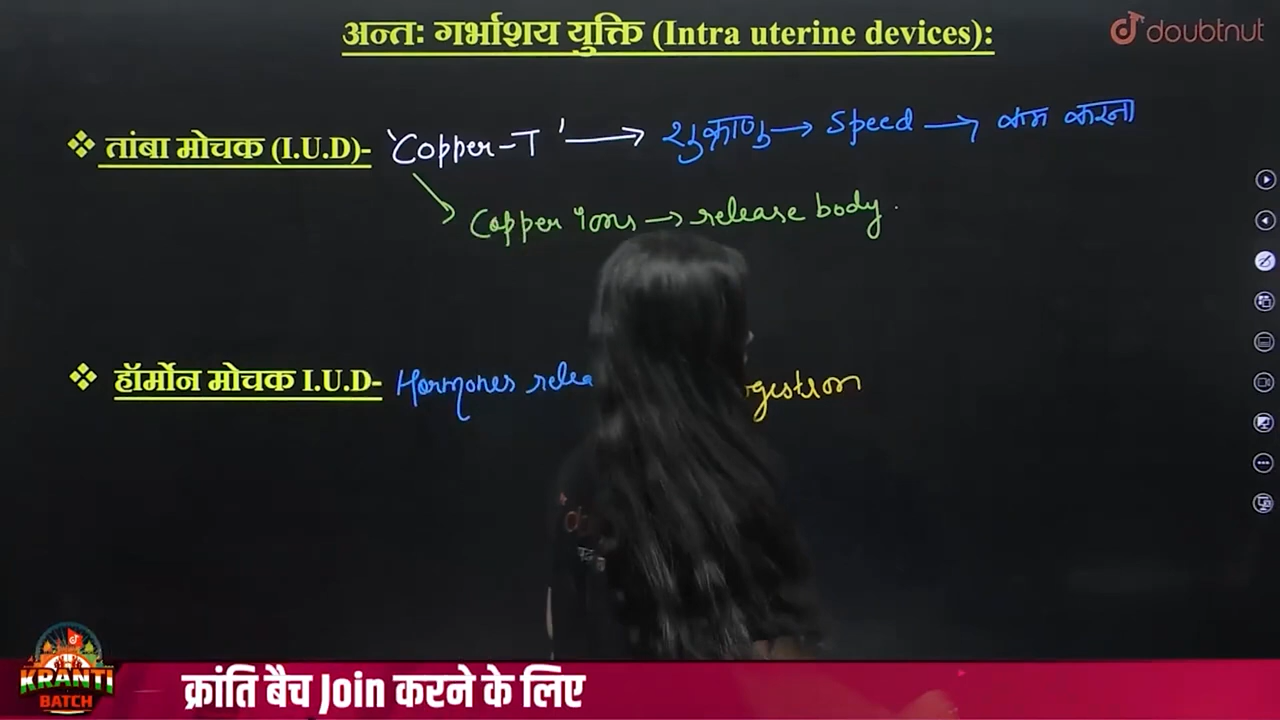 अन्तः गर्भाशय युक्ति (Intra uterine devices):
doubtnut
❖ तांबा मोचक (I.U.D)- 'Copper-T' → शुक्राणु → Speed → कम करना
Copper ions → release body.
❖ हॉर्मोन मोचक I.U.D- Hormones relea
KRANTI
BATCH
क्रांति बैच Join करने के लिए